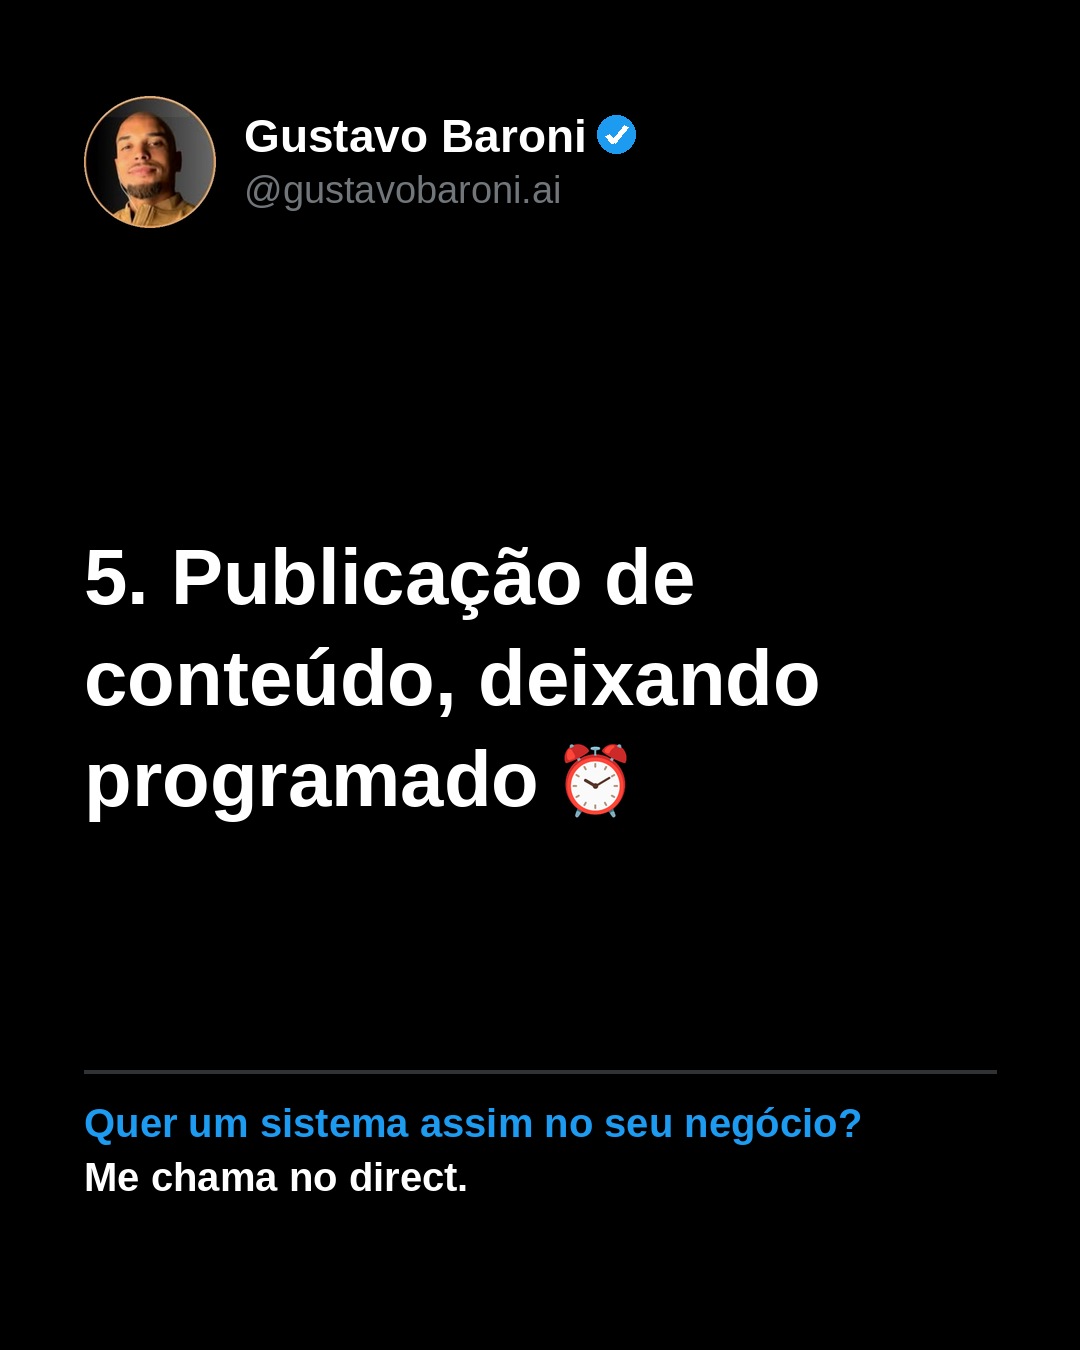 Gustavo Baroni
@gustavobaroni.ai
5. Publicação de
conteúdo, deixando
programado ⏰
Quer um sistema assim no seu negócio?
Me chama no direct.